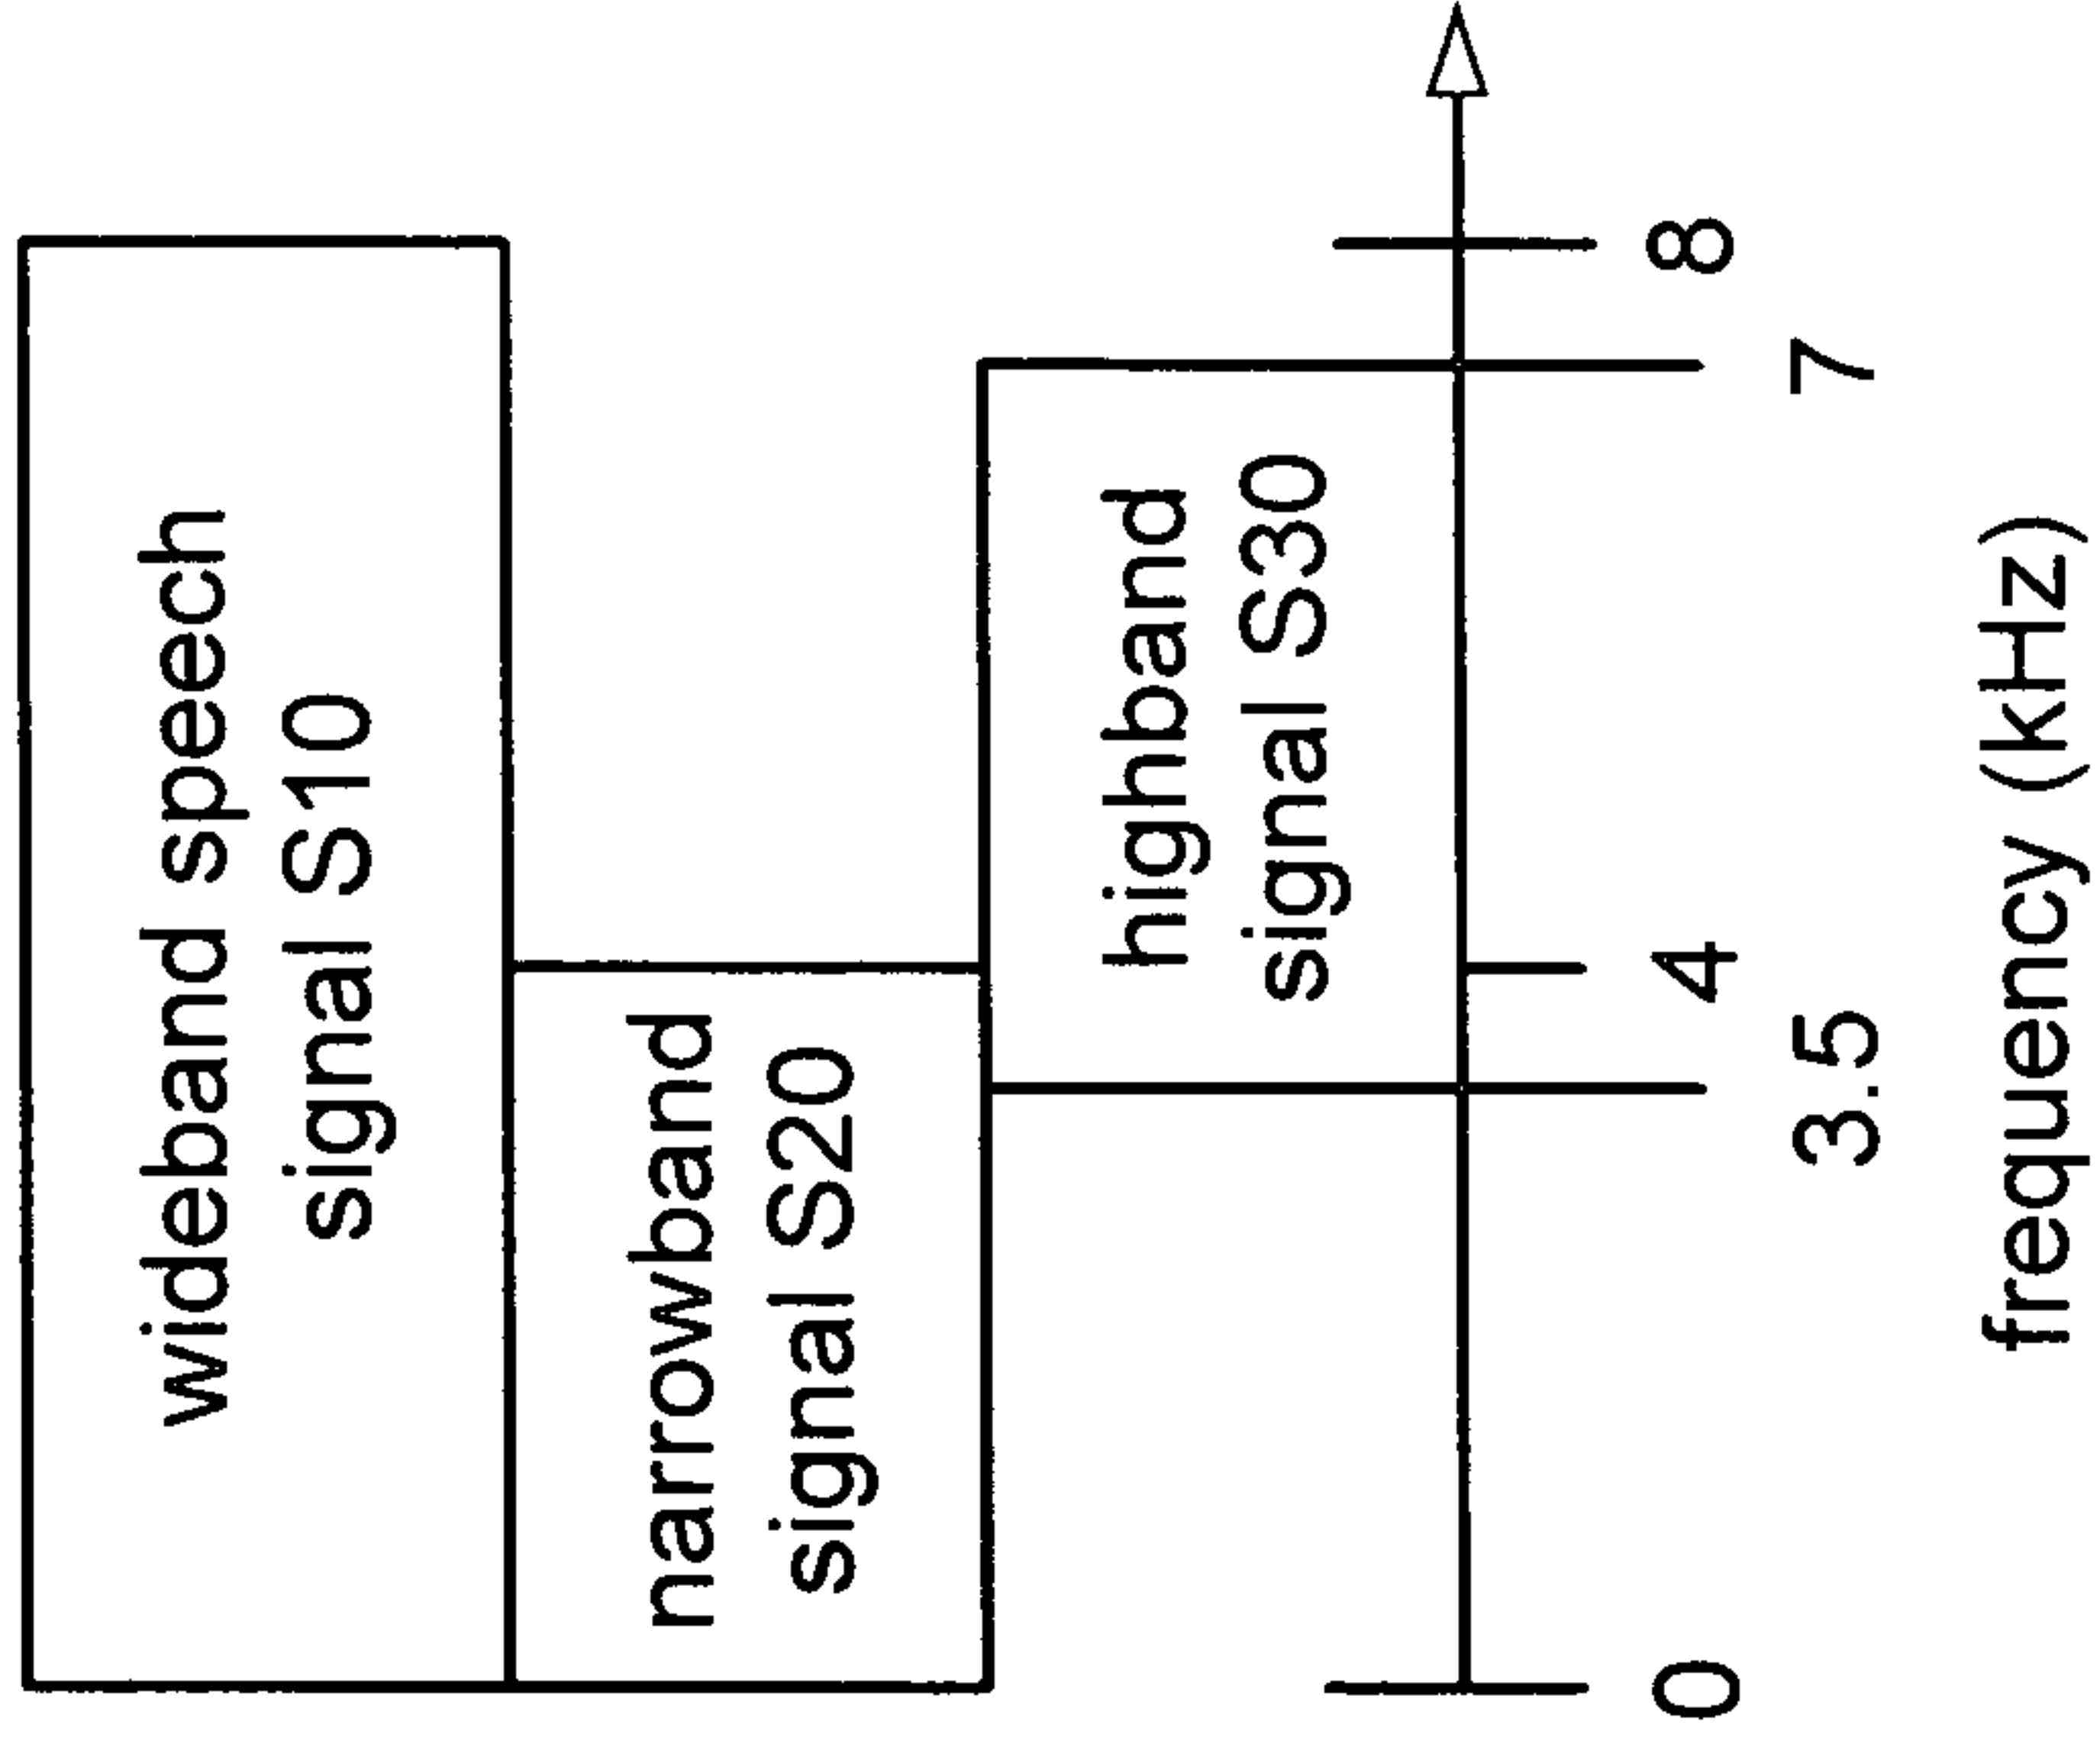 wideband speech
signal S10
narrowband
signal S20
highband
signal S30
0
4
8
3.5
7
frequency (kHz)